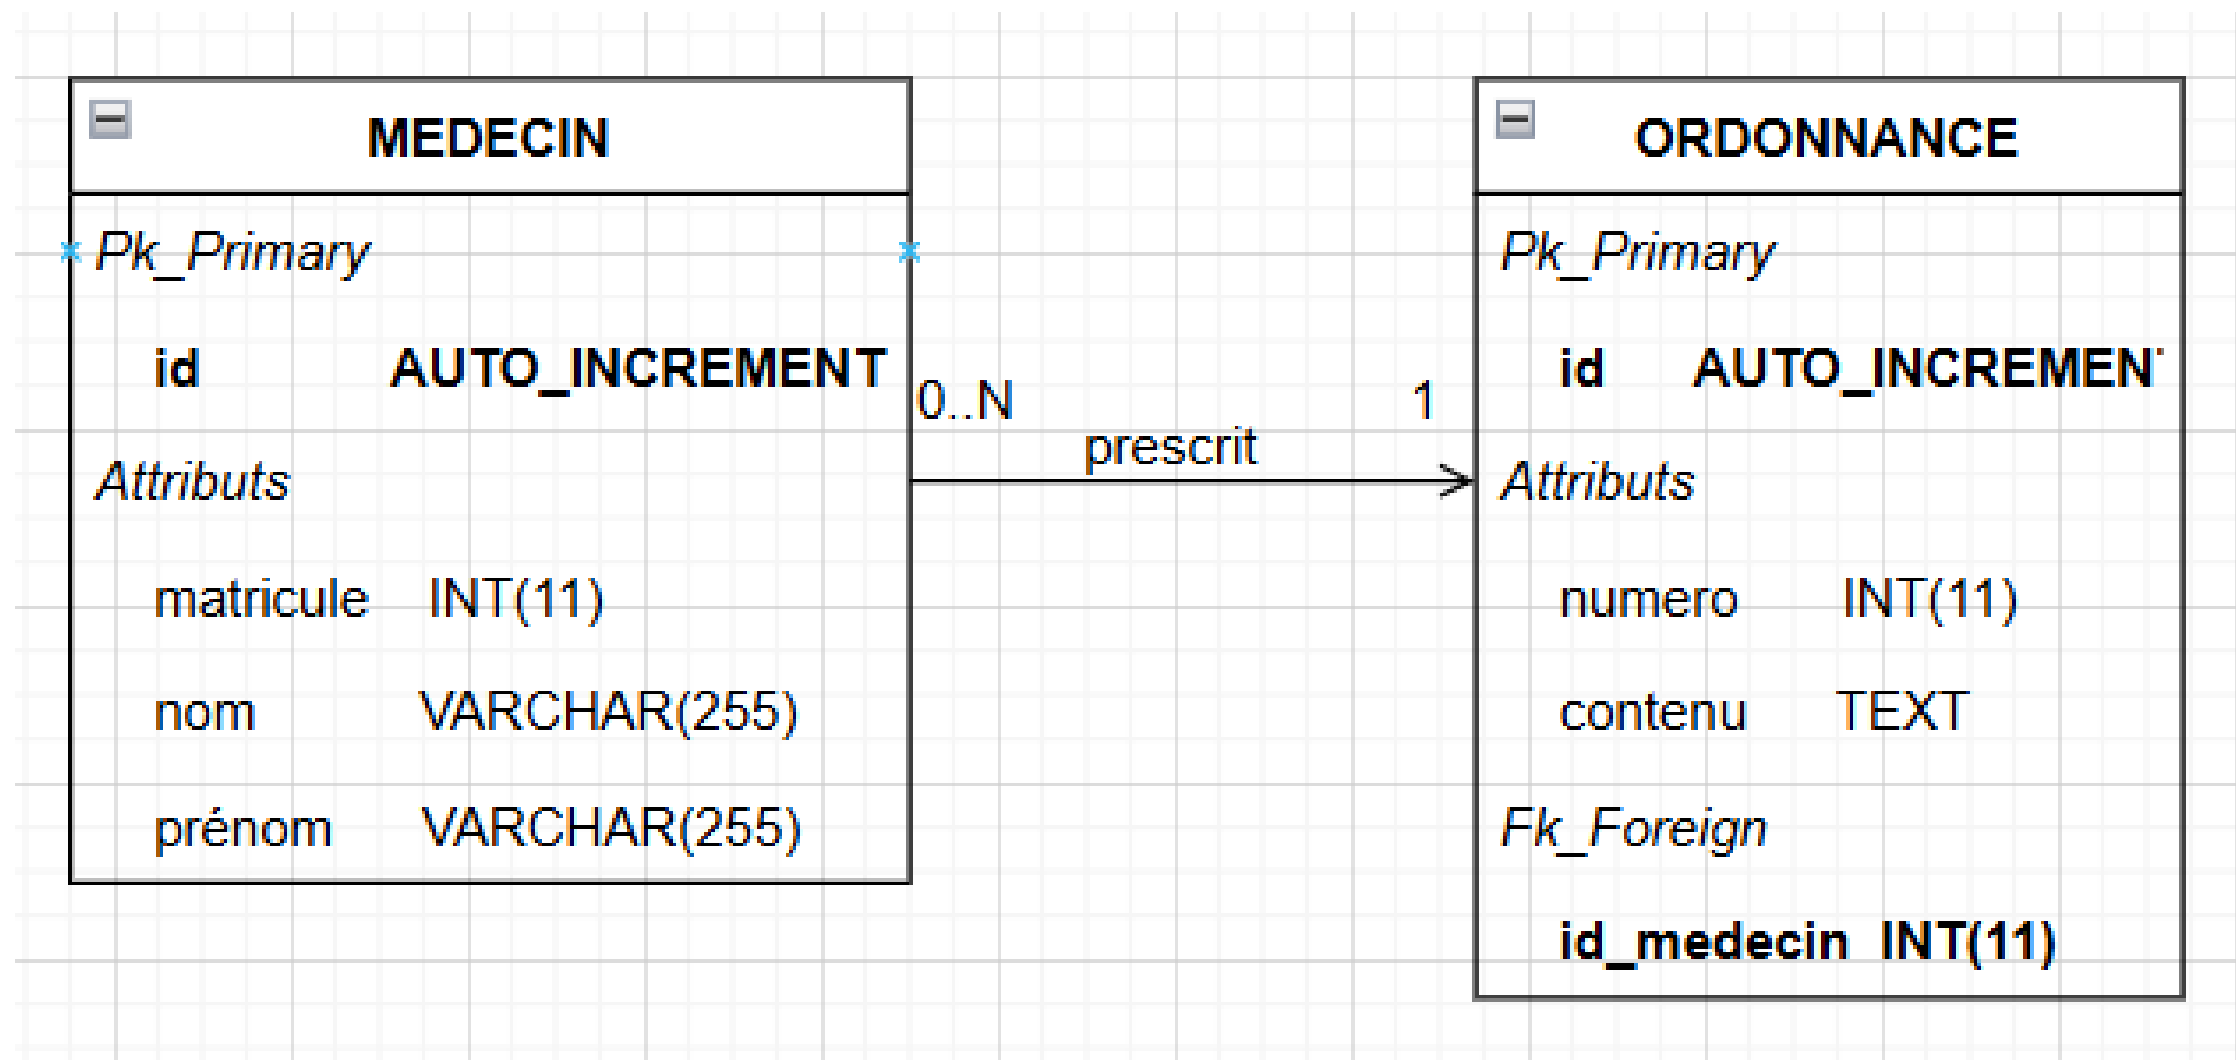 MEDECIN
Pk_Primary
id AUTO_INCREMENT
Attributs
matricule INT(11)
nom VARCHAR(255)
prénom VARCHAR(255)
0..N
prescrit
1
ORDONNANCE
Pk_Primary
id AUTO_INCREMEN
Attributs
numero INT(11)
contenu TEXT
Fk_Foreign
id_medecin INT(11)